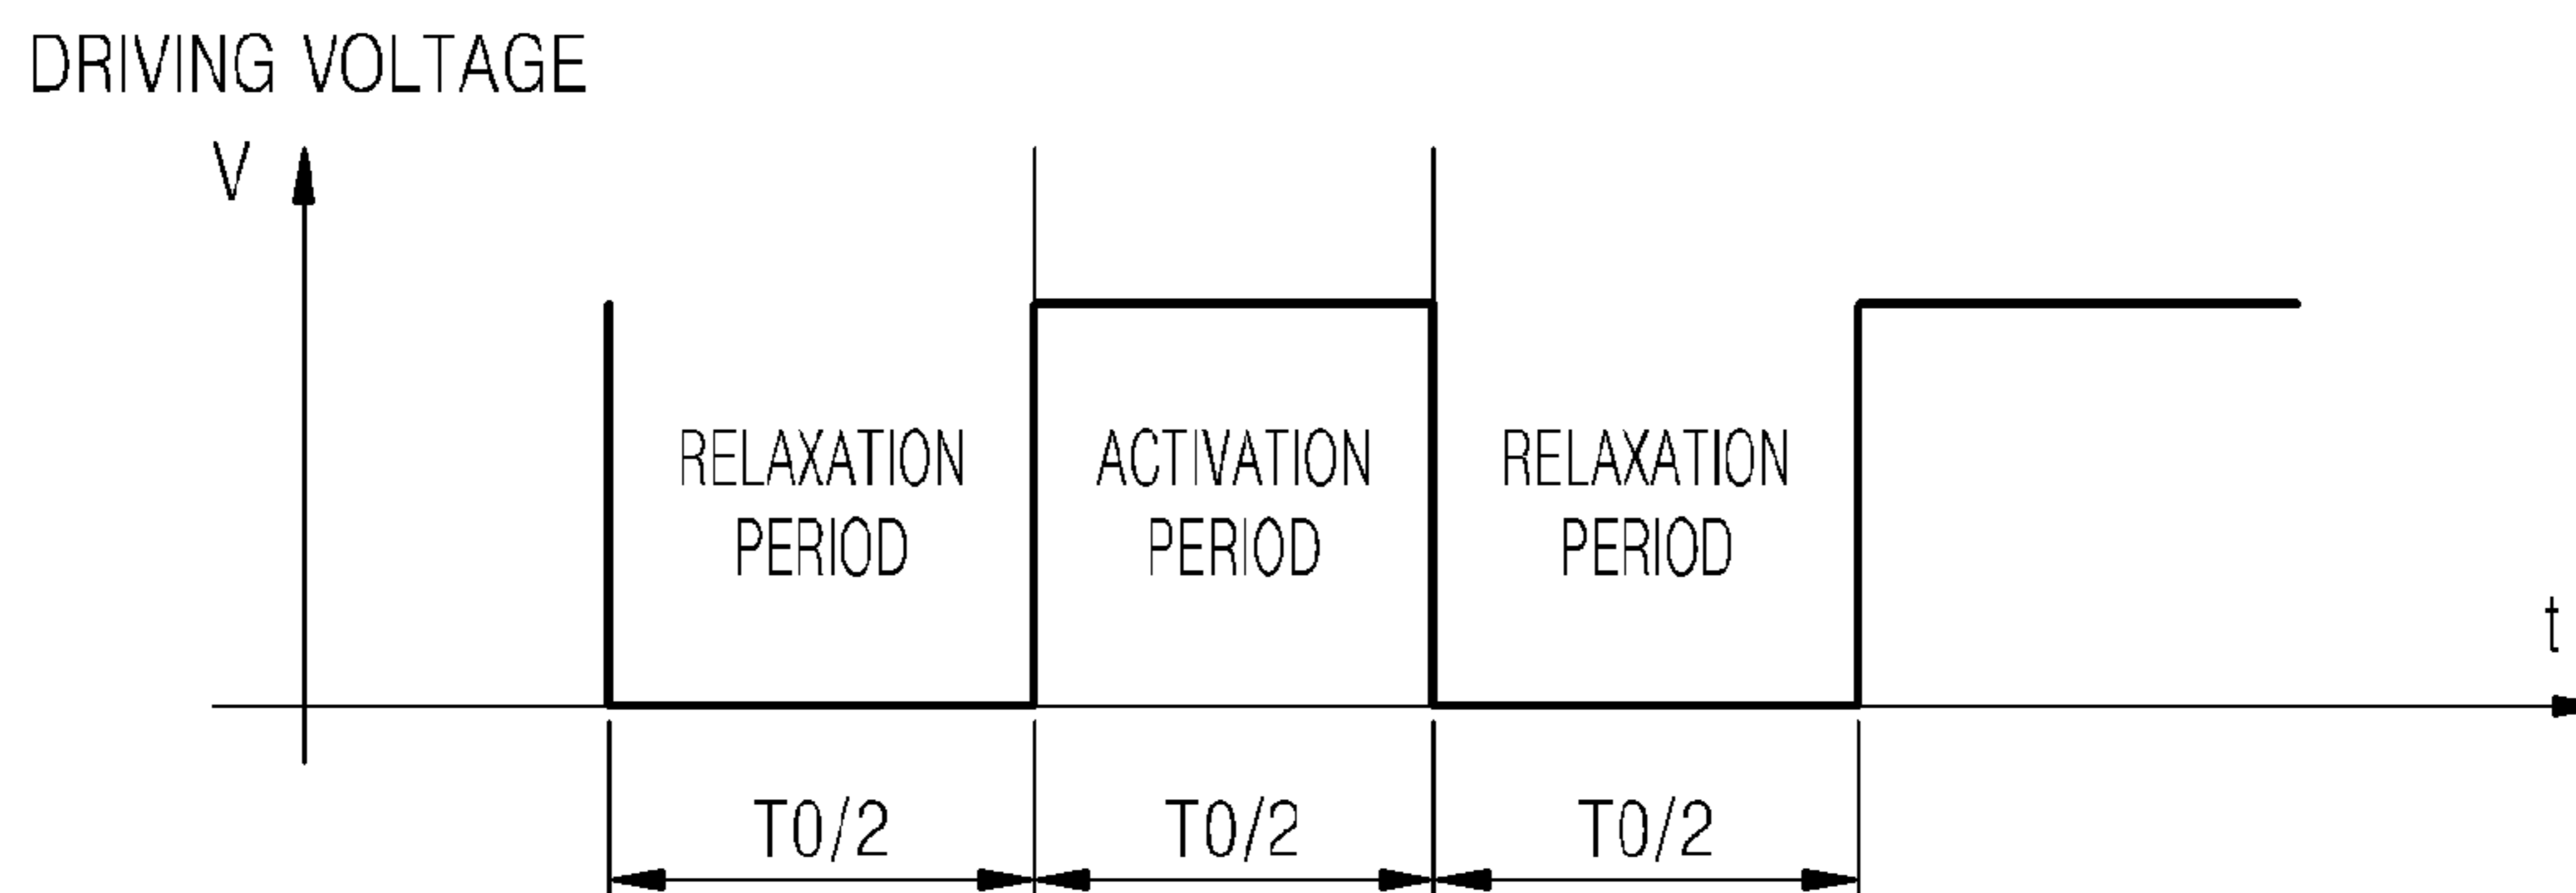 DRIVING VOLTAGE
V
RELAXATION PERIOD
ACTIVATION PERIOD
RELAXATION PERIOD
t
T0/2
T0/2
T0/2